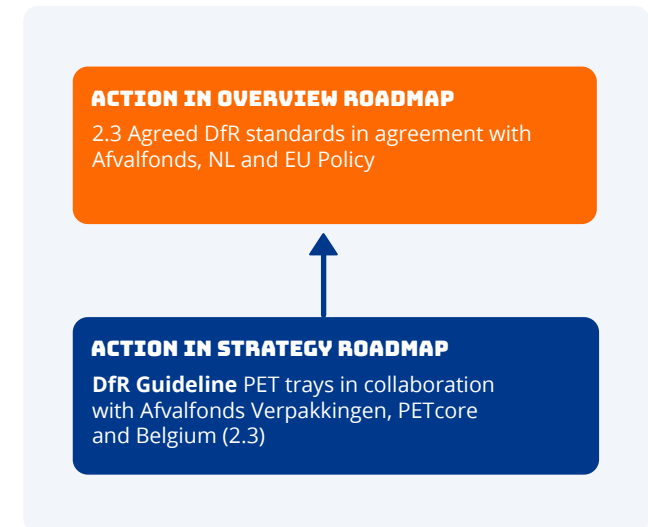 ACTION IN OVERVIEW ROADMAP
2.3 Agreed DfR standards in agreement with
Afvalfonds, NL and EU Policy
ACTION IN STRATEGY ROADMAP
DfR Guideline PET trays in collaboration
with Afvalfonds Verpakkingen, PETcore
and Belgium (2.3)